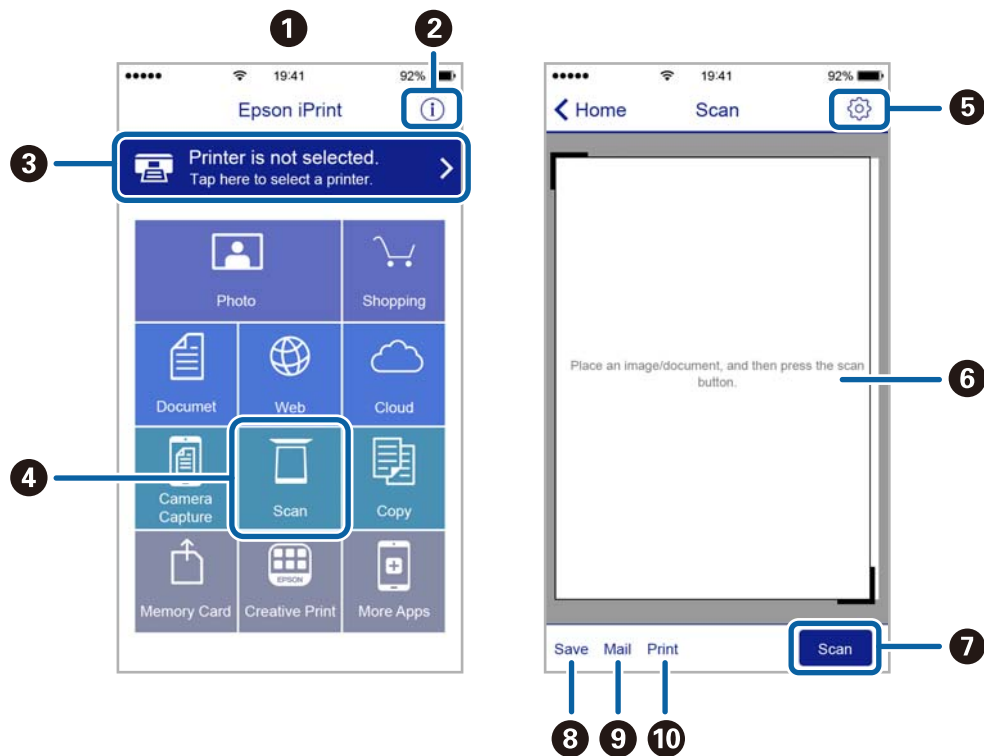 1
2
19:41
92%
Epson iPrint
i
3
Printer is not selected.
Tap here to select a printer.
Photo
Shopping
Documet
Web
Cloud
4
Camera
Capture
Scan
Copy
EPSON
Memory Card
Creative Print
More Apps
19:41
92%
Home
Scan
5
Place an image/document, and then press the scan
button.
6
Save Mail Print
Scan
7
8
9
10